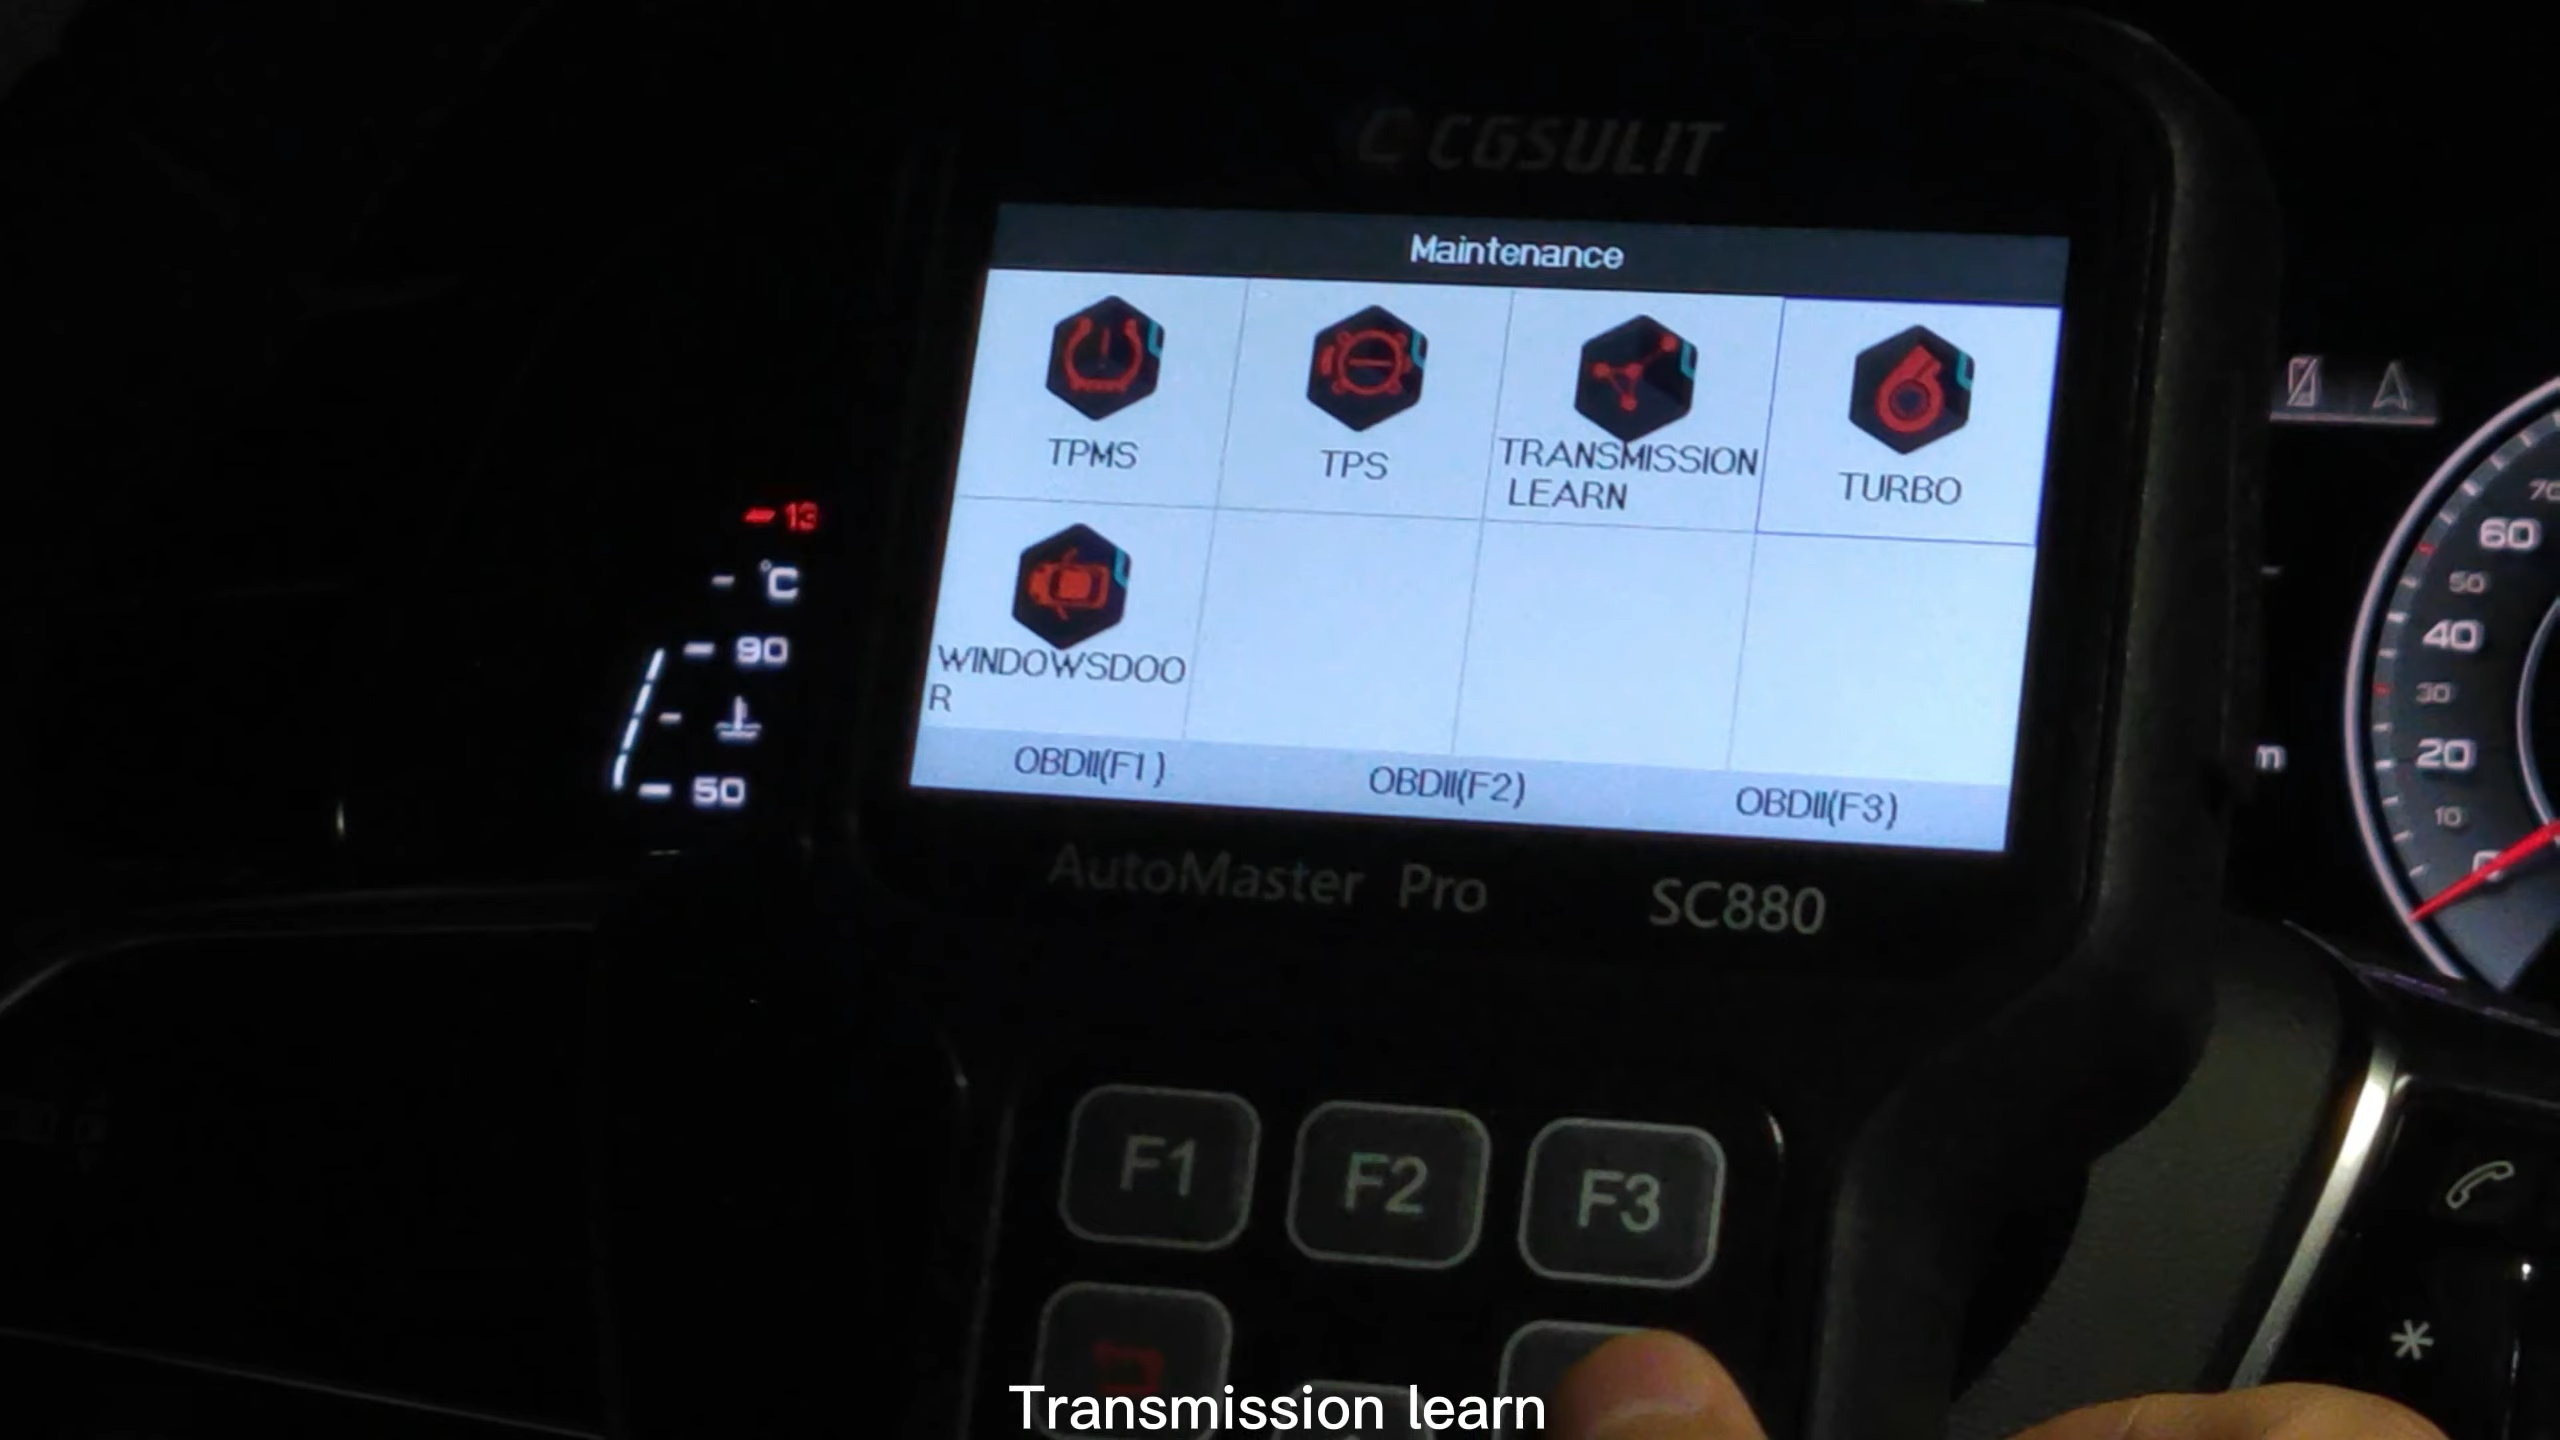 CGSULIT
Maintenance
TPMS
TPS
TRANSMISSION
LEARN
TURBO
WINDOWSDOO
R
OBDII(F1)
OBDII(F2)
OBDII(F3)
AutoMaster Pro
SC880
F1
F2
F3
13
°C
90
50
60
50
40
30
20
10
0
m
Transmission learn